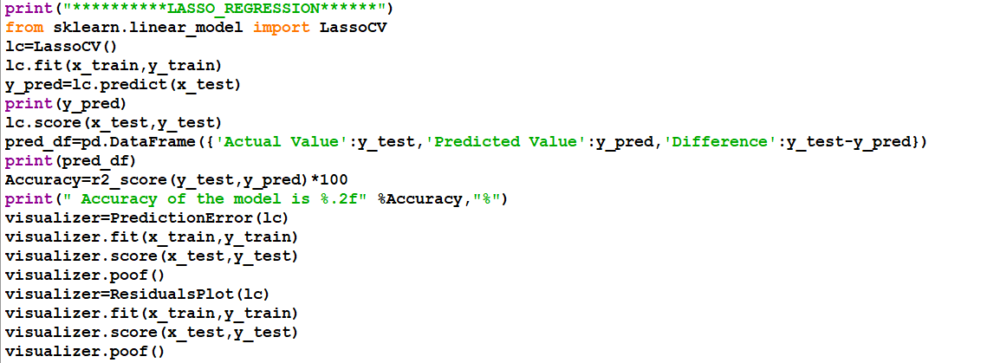 print("**********LASSO_REGRESSION******")
from sklearn.linear_model import LassoCV
lc=LassoCV()
lc.fit(x_train,y_train)
y_pred=lc.predict(x_test)
print(y_pred)
lc.score(x_test,y_test)
pred_df=pd.DataFrame({'Actual Value':y_test,'Predicted Value':y_pred,'Difference':y_test-y_pred})
print(pred_df)
Accuracy=r2_score(y_test,y_pred)*100
print(" Accuracy of the model is %.2f" %Accuracy,"%")
visualizer=PredictionError(lc)
visualizer.fit(x_train,y_train)
visualizer.score(x_test,y_test)
visualizer.poof()
visualizer=ResidualsPlot(lc)
visualizer.fit(x_train,y_train)
visualizer.score(x_test,y_test)
visualizer.poof()